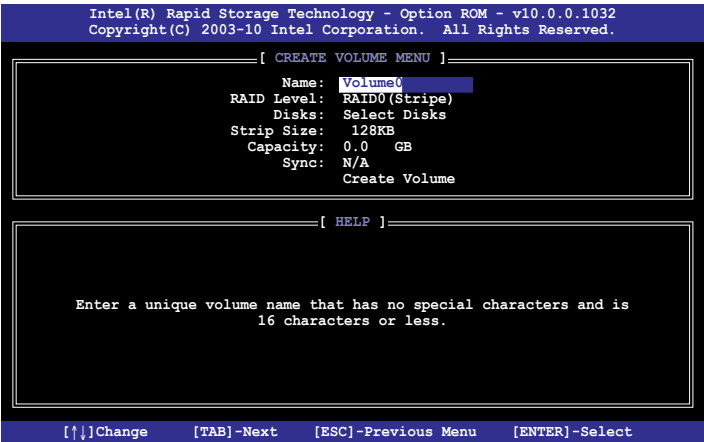 Intel(R) Rapid Storage Technology - Option ROM - v10.0.0.1032
Copyright(C) 2003-10 Intel Corporation. All Rights Reserved.
[ CREATE VOLUME MENU ]
Name: Volume0
RAID Level: RAID0(Stripe)
Disks: Select Disks
Strip Size: 128KB
Capacity: 0.0 GB
Sync: N/A
Create Volume
[ HELP ]
Enter a unique volume name that has no special characters and is
16 characters or less.
[↑↓]Change [TAB]-Next [ESC]-Previous Menu [ENTER]-Select